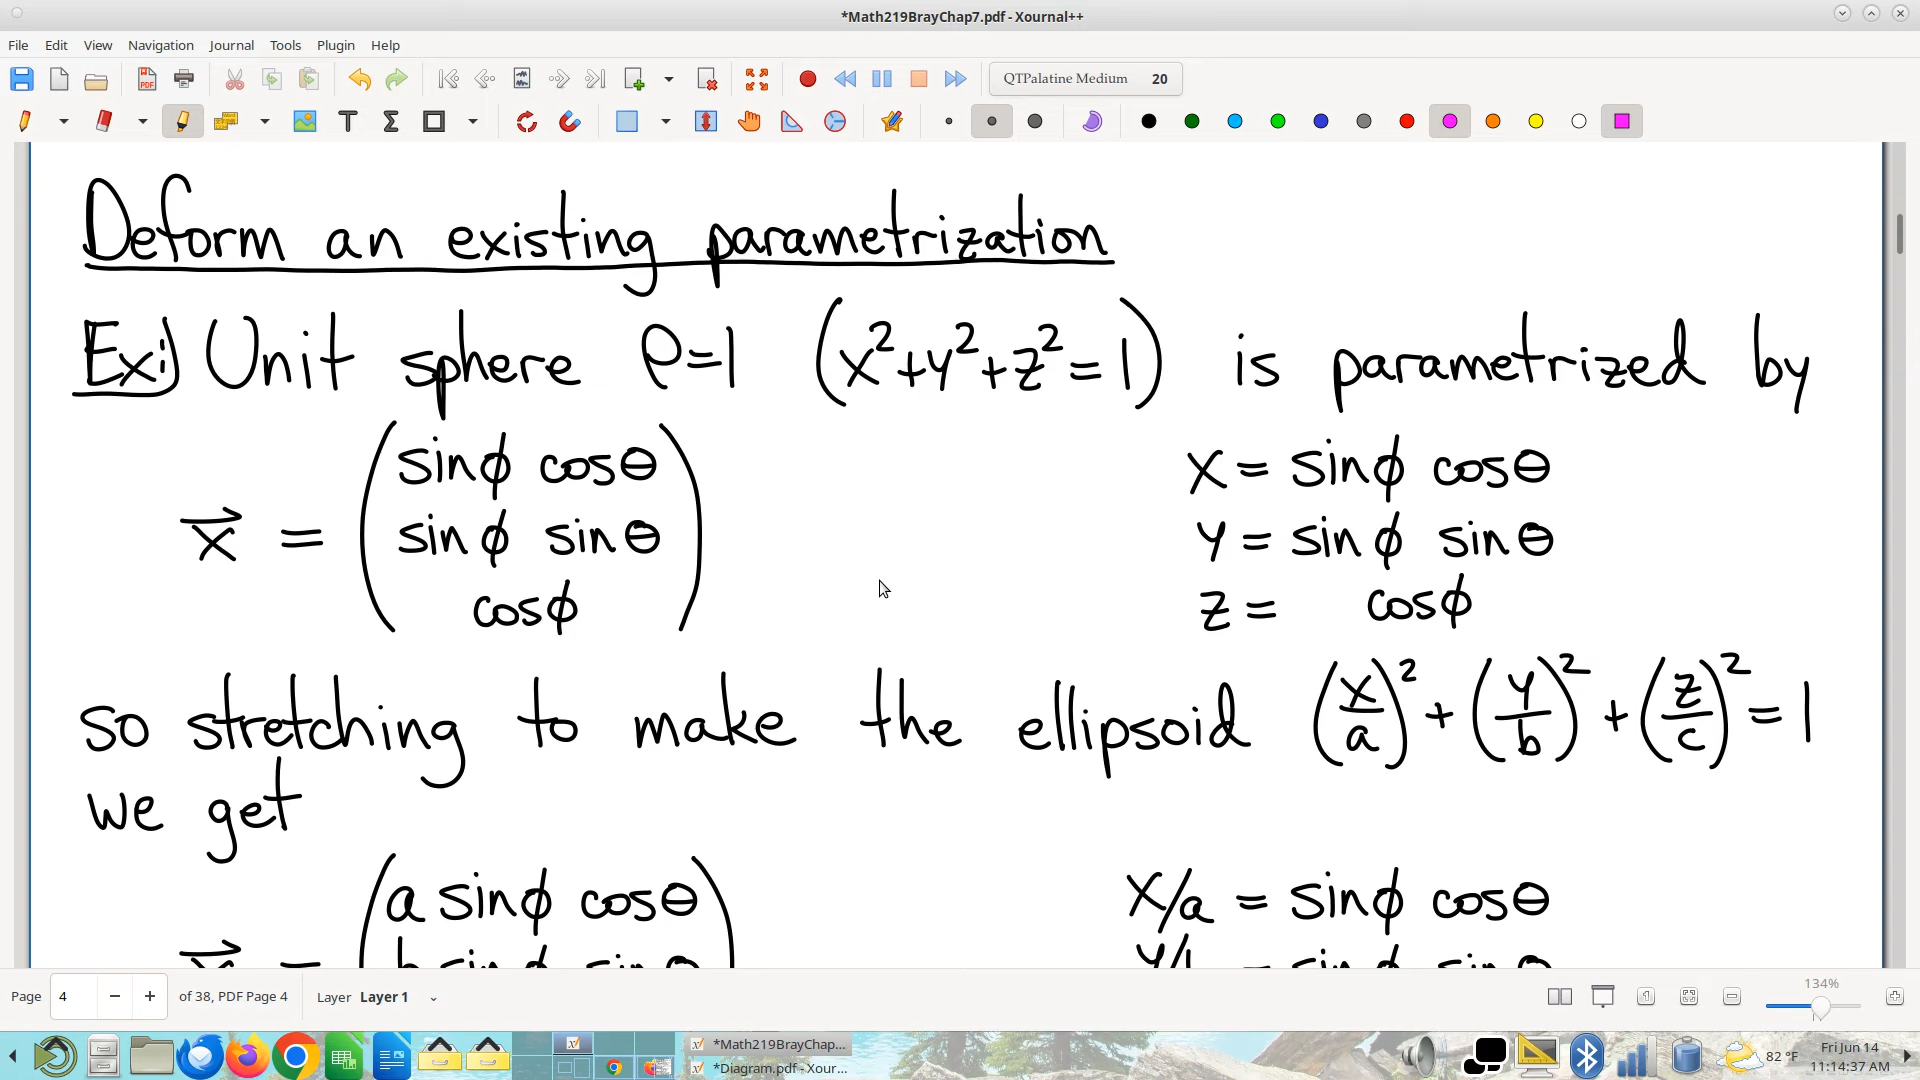 *Math219BrayChap7.pdf - Xournal++
File Edit View Navigation Journal Tools Plugin Help
QTPalatine Medium 20
Deform an existing parametrization
Ex:) Unit sphere ρ=1 (x²+y²+z²=1) is parametrized by
sinϕ cosθ
x = sinϕ cosθ
x⃗ = sinϕ sinθ
y = sinϕ sinθ
cosϕ
z = cosϕ
so stretching to make the ellipsoid (x/a)²+(y/b)²+(z/c)²=1
we get
a sinϕ cosθ
x/a = sinϕ cosθ
Page 4 of 38, PDF Page 4 Layer Layer 1
134%
*Math219BrayChap...
*Diagram.pdf - Xour...
82 °F
Fri Jun 14
11:14:37 AM